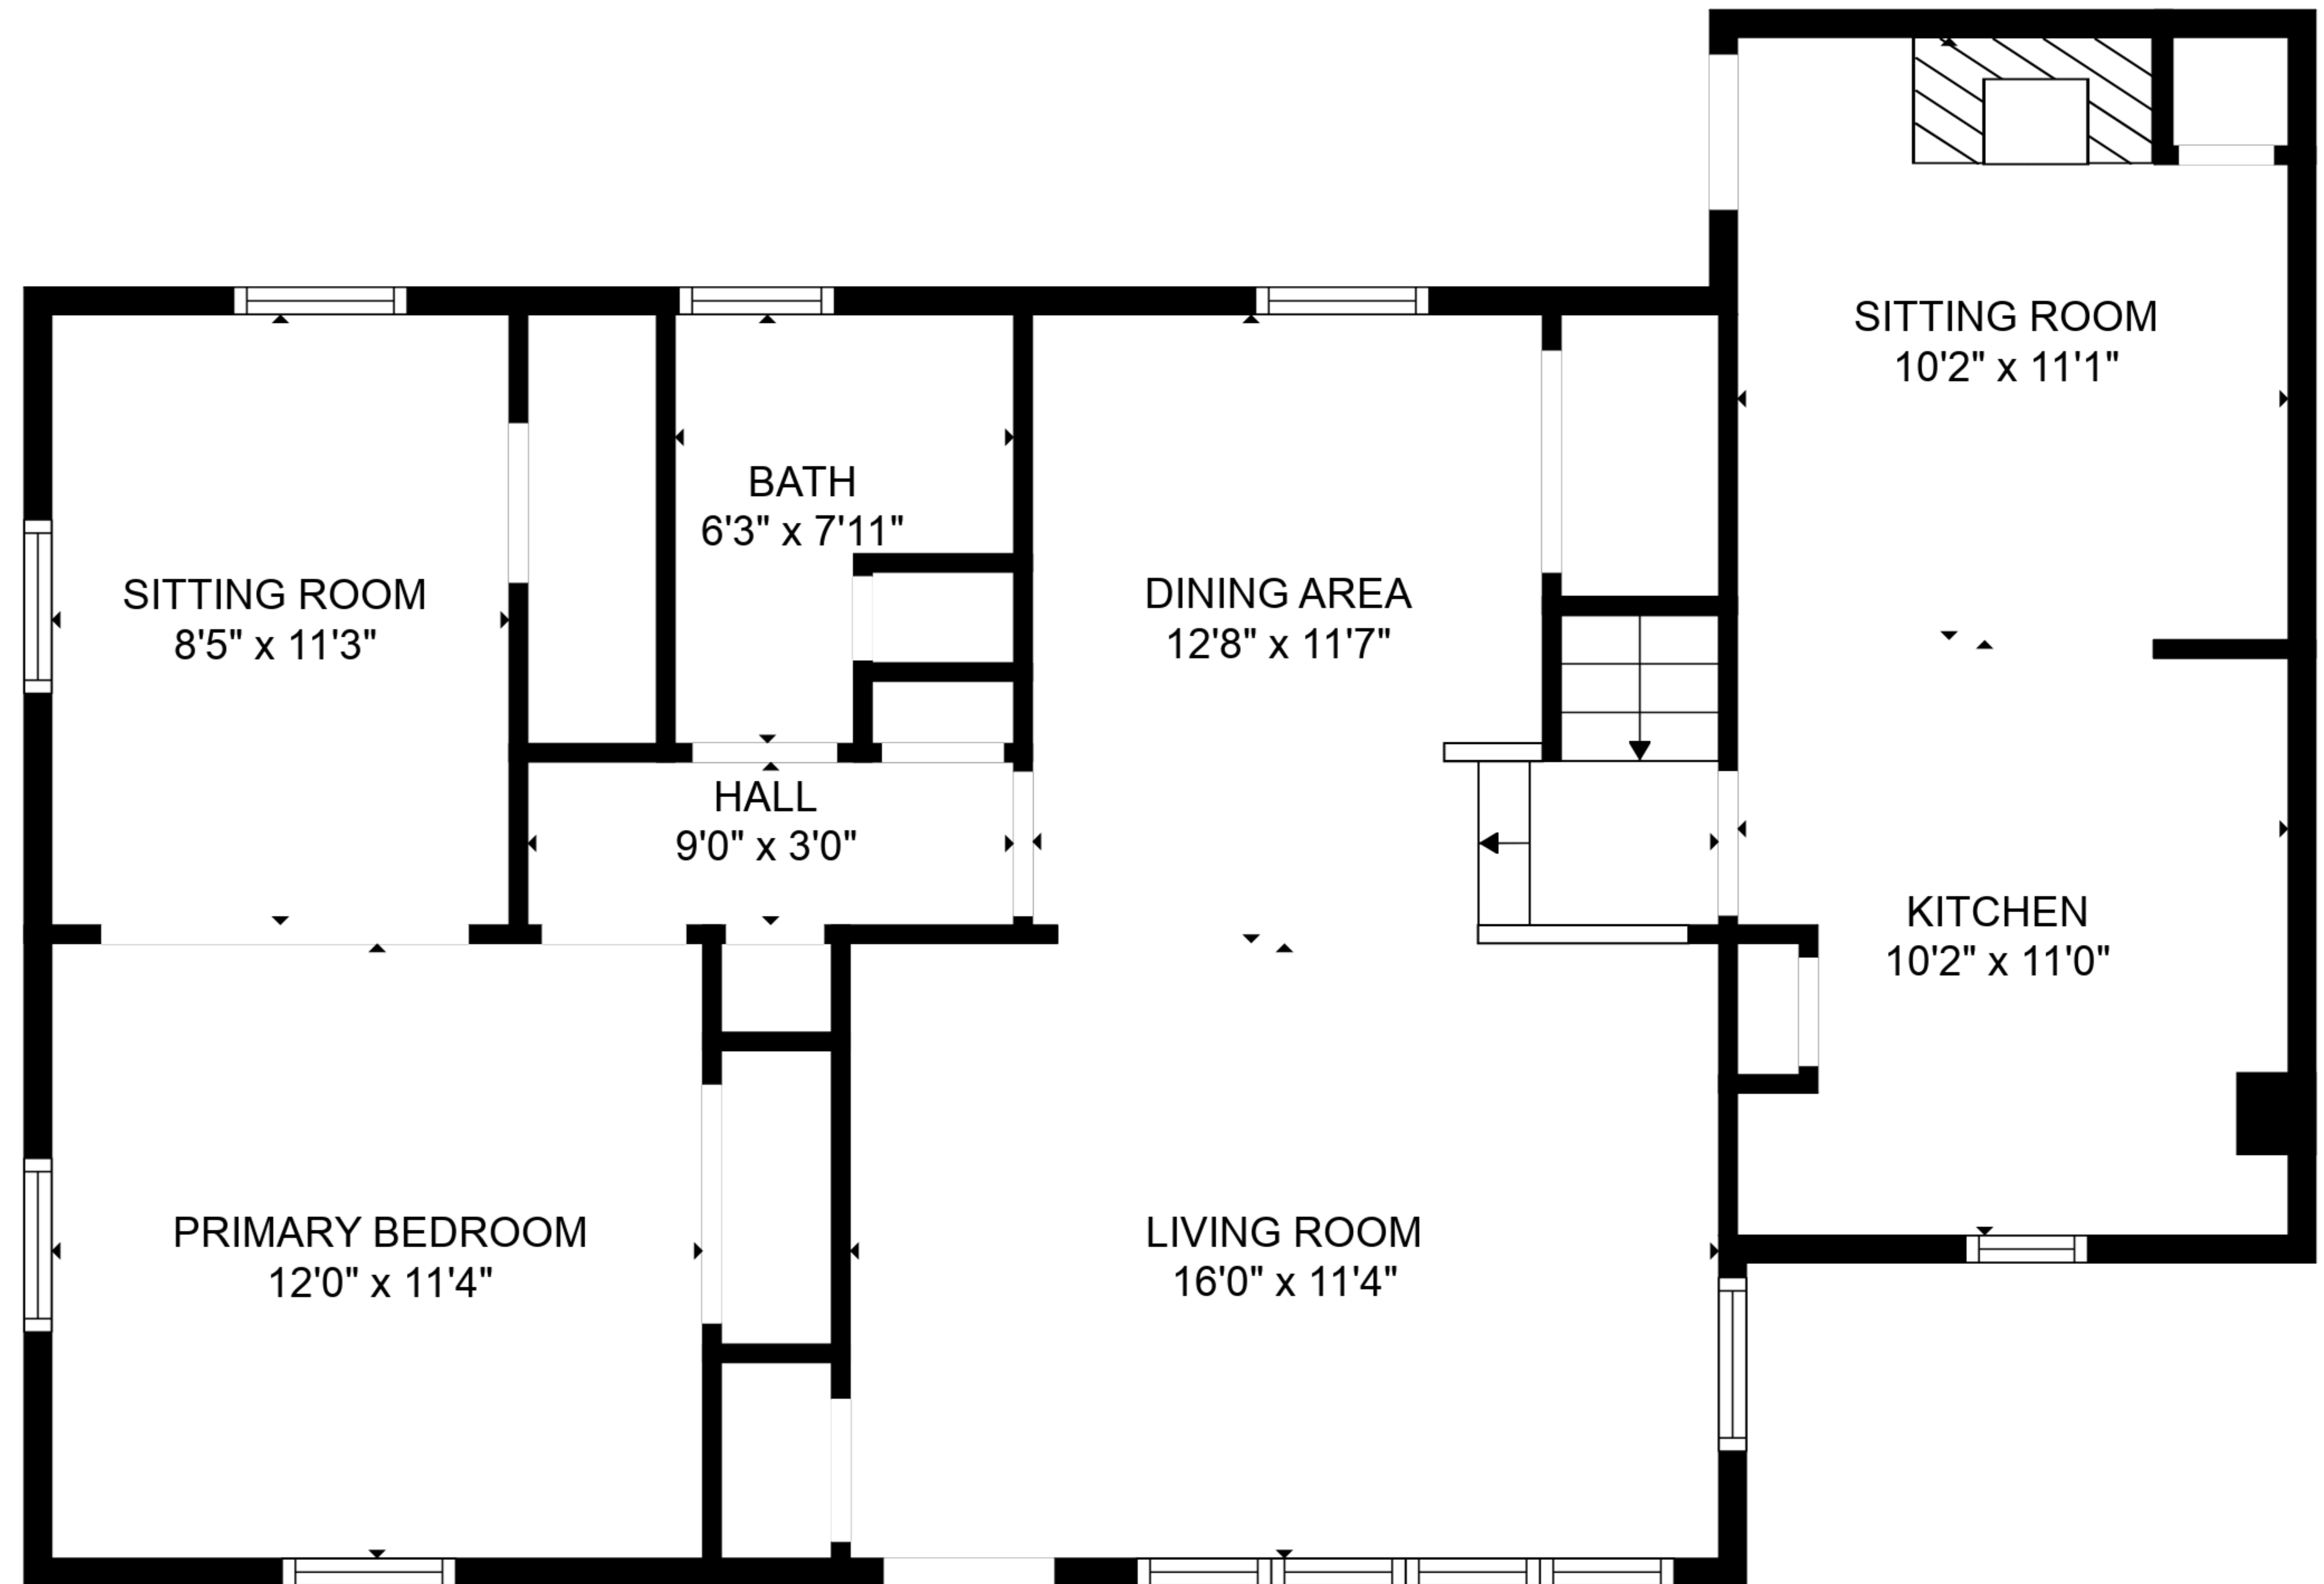 SITTING ROOM
10'2" x 11'1"
BATH
6'3" x 7'11"
SITTING ROOM
8'5" x 11'3"
DINING AREA
12'8" x 11'7"
HALL
9'0" x 3'0"
KITCHEN
10'2" x 11'0"
PRIMARY BEDROOM
12'0" x 11'4"
LIVING ROOM
16'0" x 11'4"